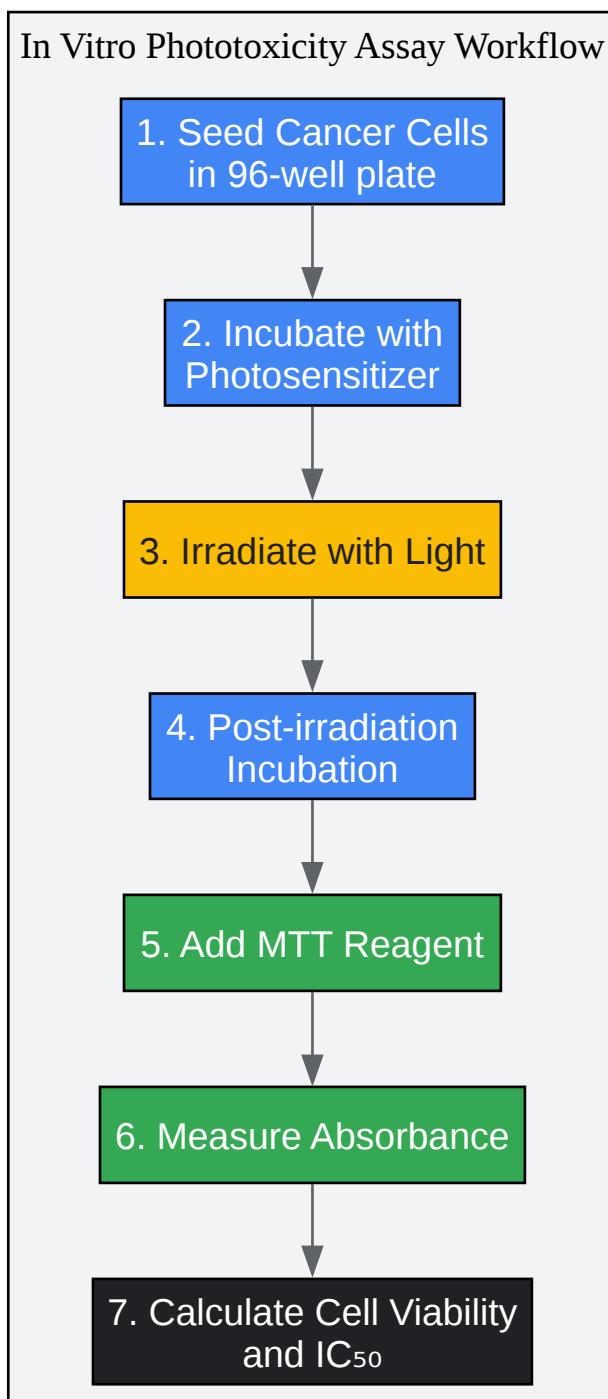 In Vitro Phototoxicity Assay Workflow
1. Seed Cancer Cells
in 96-well plate
2. Incubate with
Photosensitizer
3. Irradiate with Light
4. Post-irradiation
Incubation
5. Add MTT Reagent
6. Measure Absorbance
7. Calculate Cell Viability
and IC₅₀